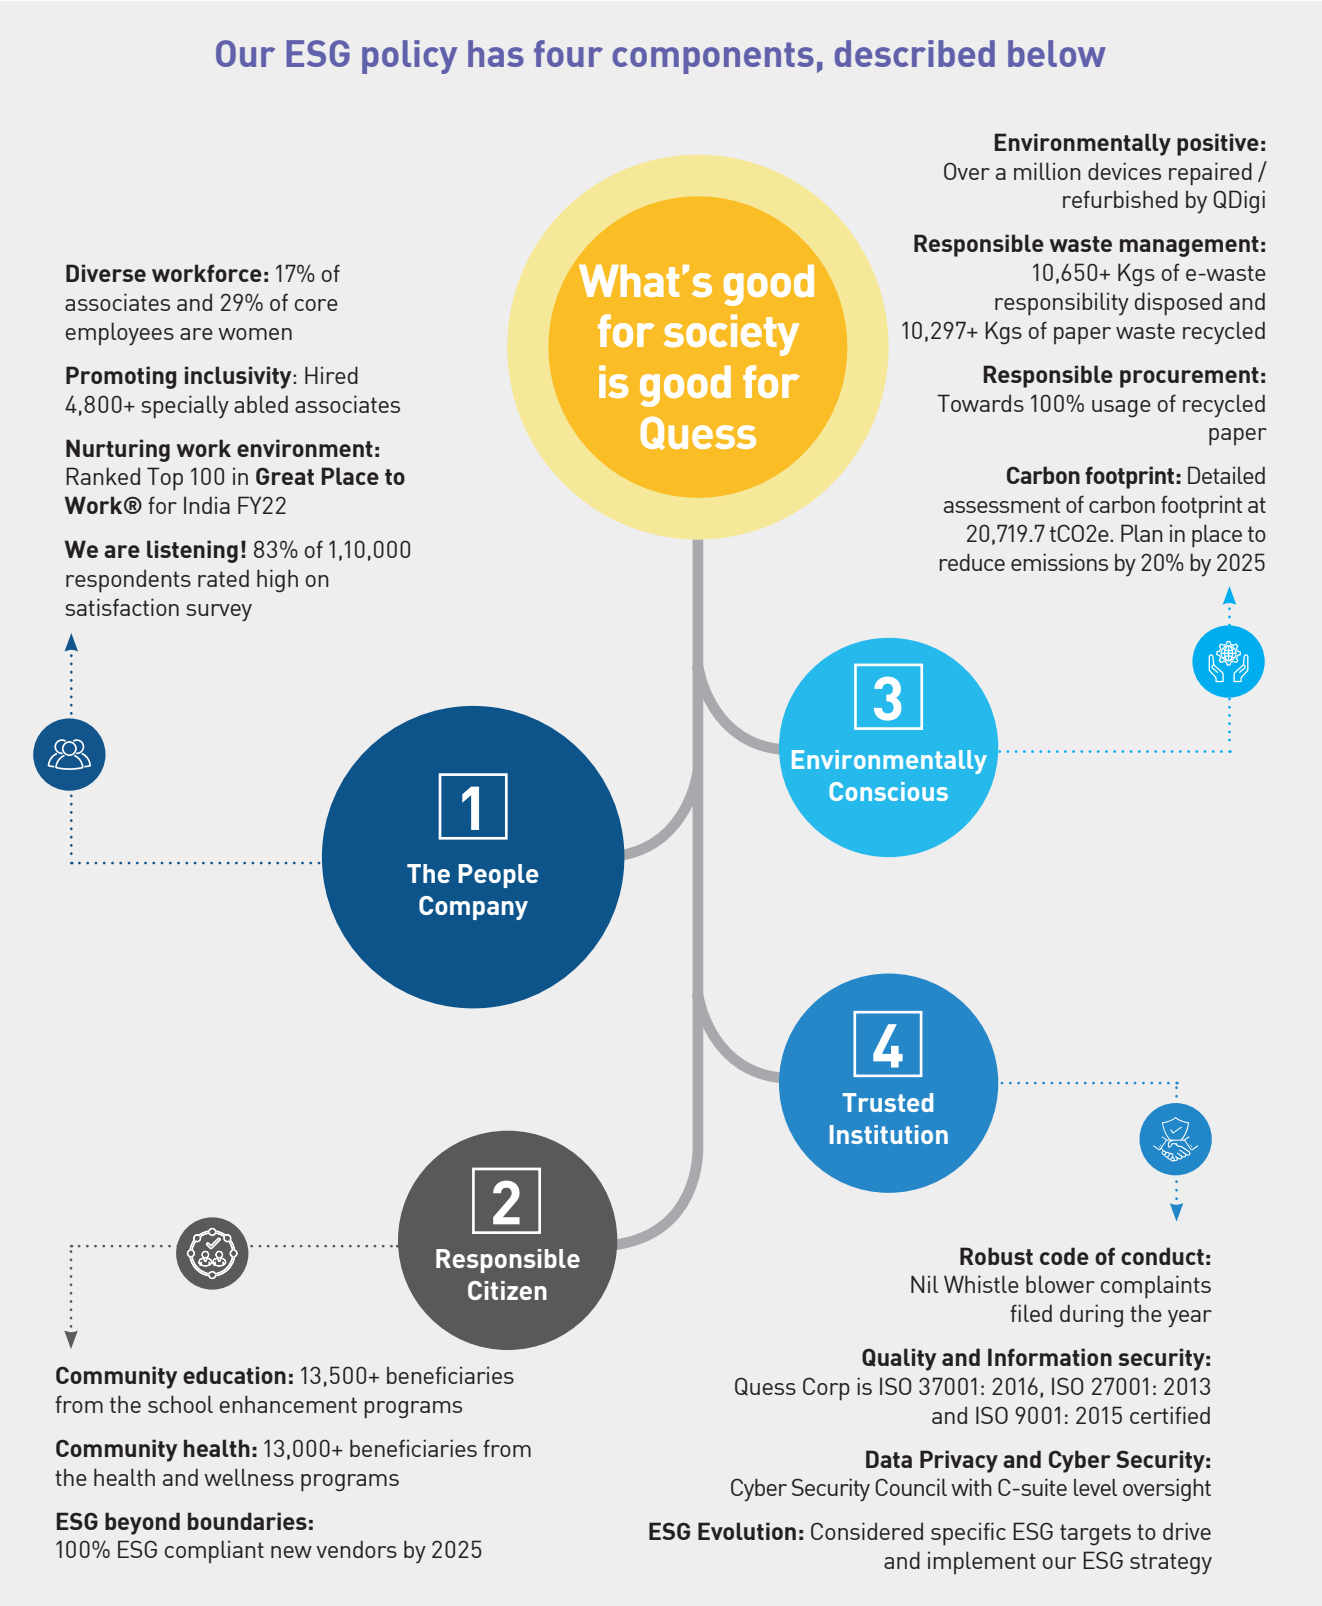 Our ESG policy has four components, described below
What's good
for society
is good for
Quess
Diverse workforce: 17% of
associates and 29% of core
employees are women
Promoting inclusivity: Hired
4,800+ specially abled associates
Nurturing work environment:
Ranked Top 100 in Great Place to
Work® for India FY22
We are listening! 83% of 1,10,000
respondents rated high on
satisfaction survey
1
The People
Company
2
Responsible
Citizen
Community education: 13,500+ beneficiaries
from the school enhancement programs
Community health: 13,000+ beneficiaries from
the health and wellness programs
ESG beyond boundaries:
100% ESG compliant new vendors by 2025
Environmentally positive:
Over a million devices repaired /
refurbished by QDigi
Responsible waste management:
10,650+ Kgs of e-waste
responsibility disposed and
10,297+ Kgs of paper waste recycled
Responsible procurement:
Towards 100% usage of recycled
paper
Carbon footprint: Detailed
assessment of carbon footprint at
20,719.7 tCO2e. Plan in place to
reduce emissions by 20% by 2025
3
Environmentally
Conscious
4
Trusted
Institution
Robust code of conduct:
Nil Whistle blower complaints
filed during the year
Quality and Information security:
Quess Corp is ISO 37001: 2016, ISO 27001: 2013
and ISO 9001: 2015 certified
Data Privacy and Cyber Security:
Cyber Security Council with C-suite level oversight
ESG Evolution: Considered specific ESG targets to drive
and implement our ESG strategy